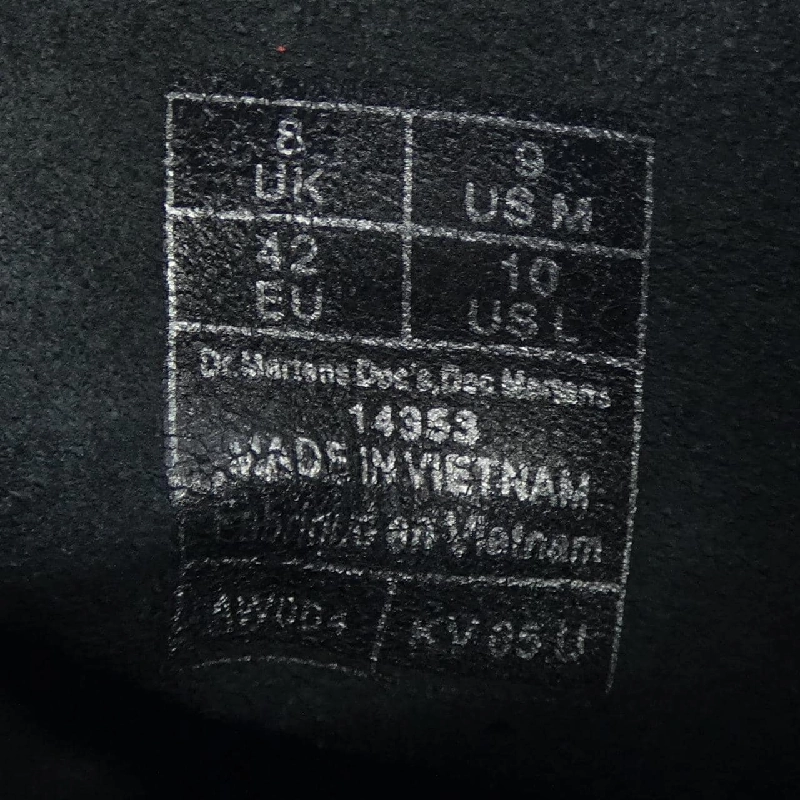 8
UK
9
US M
42
EU
10
US L
Dr. Martens Doc's, Doc Martens
14353
MADE IN VIETNAM
Fabriqué en Vietnam
AW004
KV 05 U